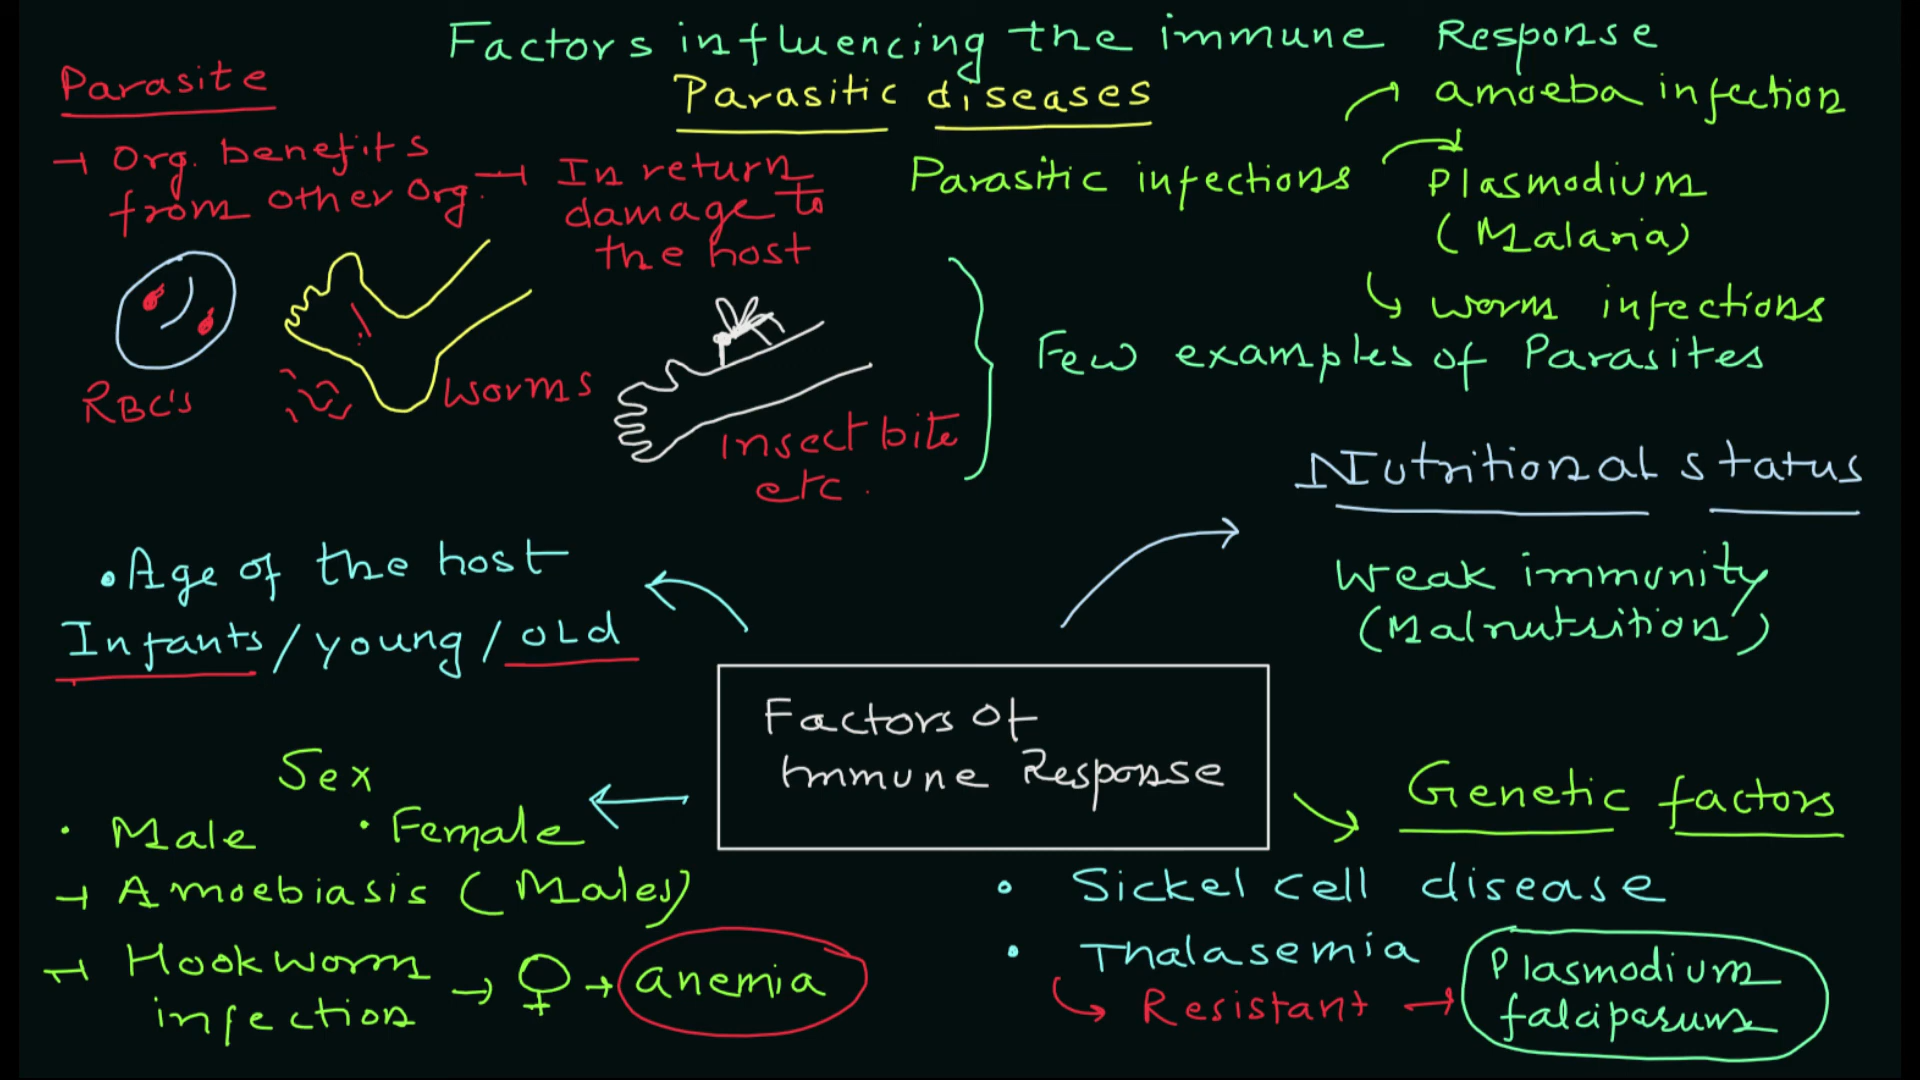 Factors influencing the immune Response
Parasitic diseases
Parasite
→ Org. benefits
from other Org.
→ In return
damage to
the host
RBC's
Worms
Insect bite
etc.
Parasitic infections
amoeba infection
Plasmodium
(Malaria)
worm infections
Few examples of Parasites
Nutritional status
Weak immunity
(Malnutrition)
• Age of the host
Infants / young / OLD
Factors of
Immune Response
Sex
• Male • Female
→ Amoebiasis (Males)
→ Hookworm
infection → ♀ → anemia
Genetic factors
• Sickel cell disease
• Thalasemia
Resistant → Plasmodium
falciparum